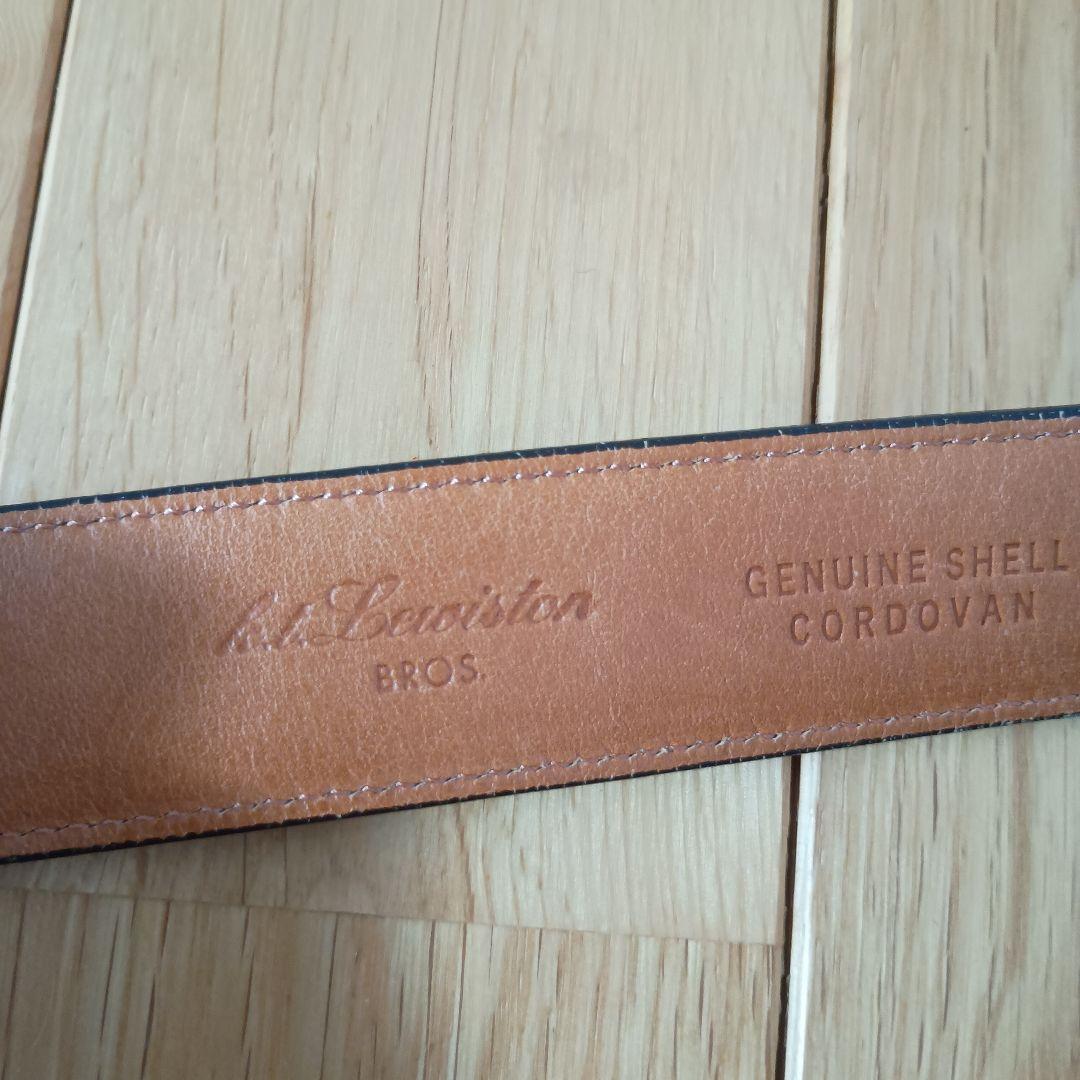 k.t. Lewiston
BROS.
GENUINE SHELL
CORDOVAN